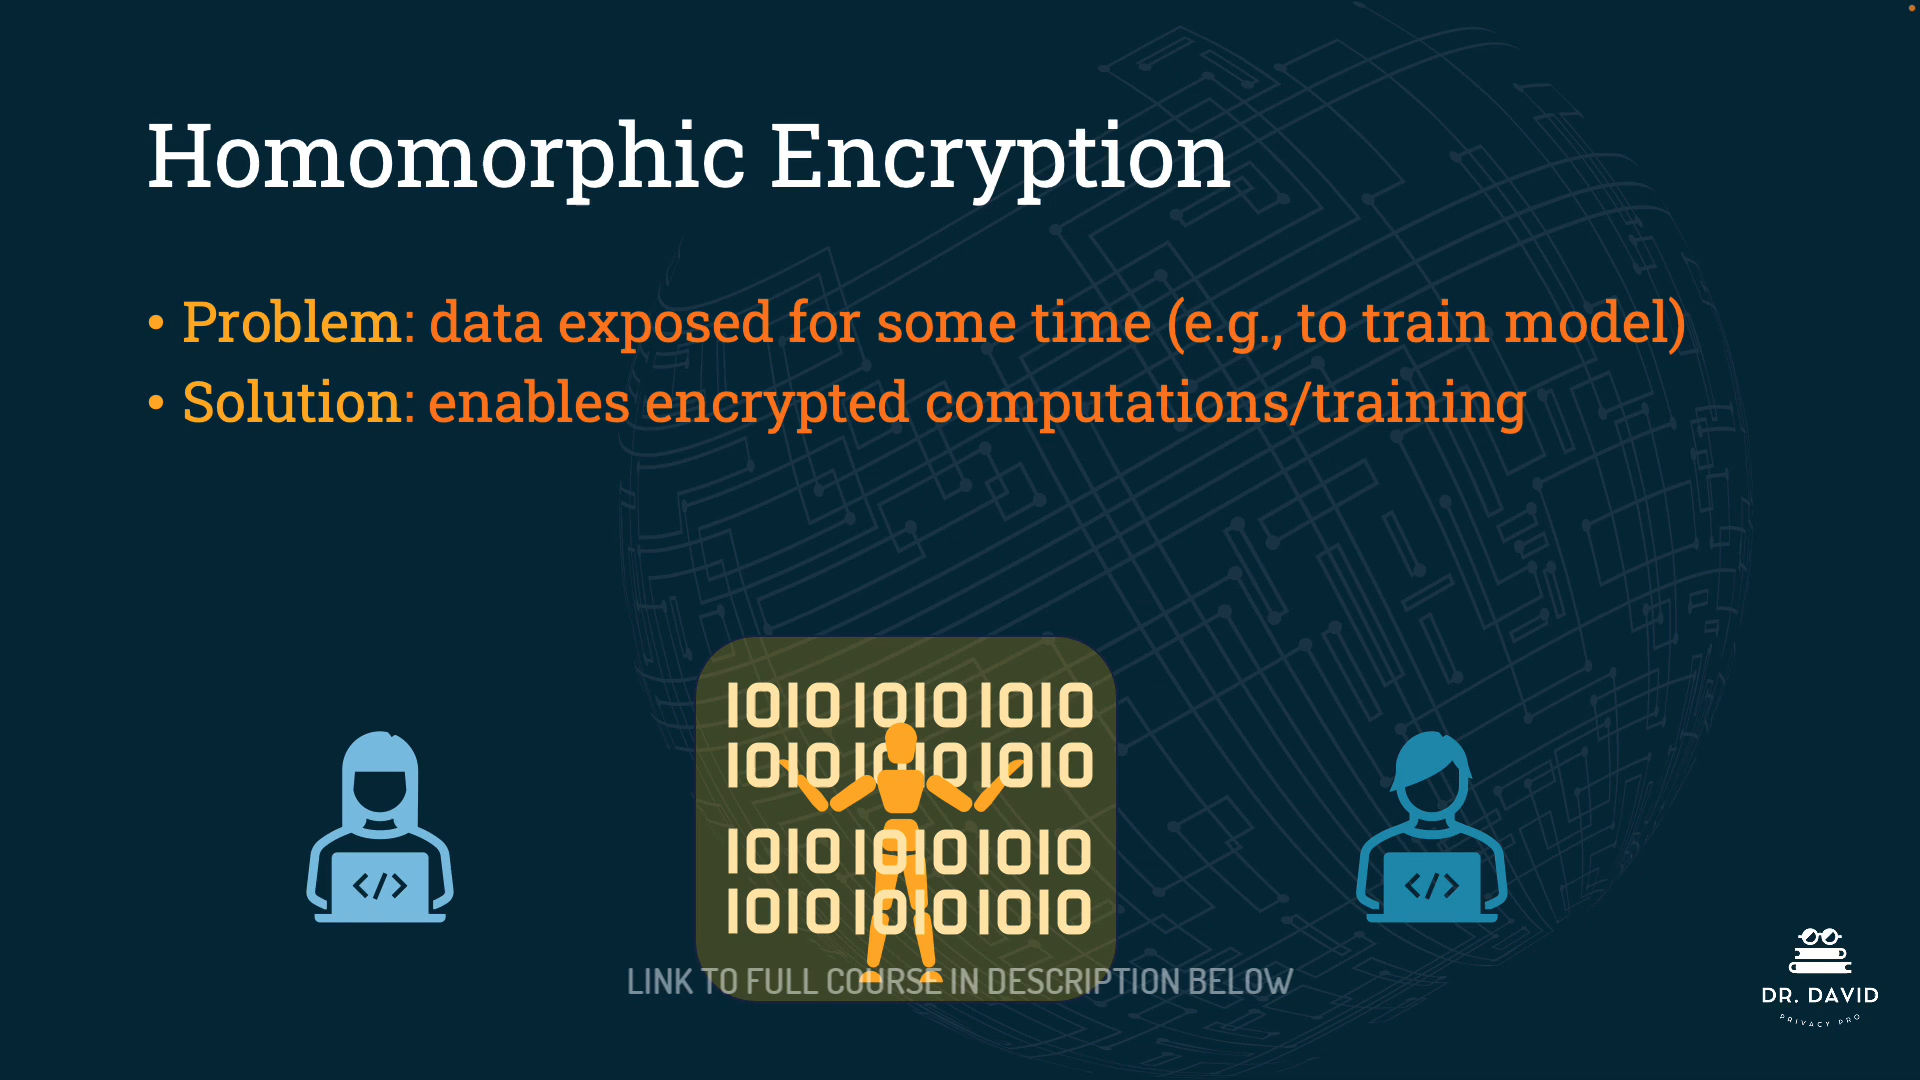 Homomorphic Encryption
• Problem: data exposed for some time (e.g., to train model)
• Solution: enables encrypted computations/training
1010 1010 1010
1010 1010 1010
1010 1010 1010
1010 1010 1010
</>
</>
LINK TO FULL COURSE IN DESCRIPTION BELOW
DR. DAVID
PRIVACY PRO